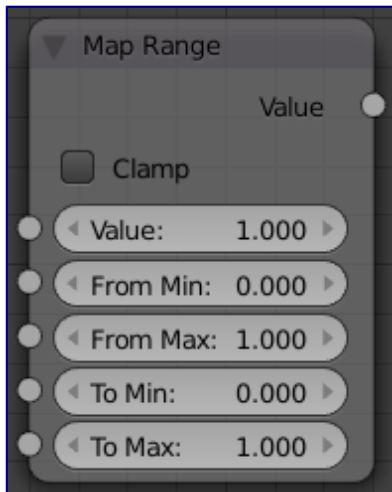 Map Range
Value
Clamp
Value: 1.000
From Min: 0.000
From Max: 1.000
To Min: 0.000
To Max: 1.000